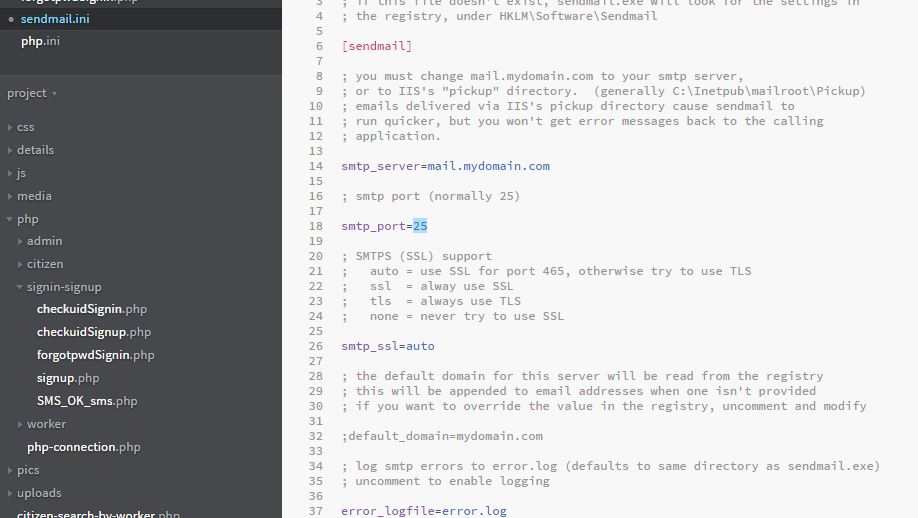 forgotpwdSignin.php
sendmail.ini
php.ini
project
css
details
js
media
php
admin
citizen
signin-signup
checkuidSignin.php
checkuidSignup.php
forgotpwdSignin.php
signup.php
SMS_OK_sms.php
worker
php-connection.php
pics
uploads
citizen-search-by-worker.php
3 ; if this file doesn't exist, sendmail.exe will look for the settings in
4 ; the registry, under HKLM\Software\Sendmail
5
6 [sendmail]
7
8 ; you must change mail.mydomain.com to your smtp server,
9 ; or to IIS's "pickup" directory.  (generally C:\Inetpub\mailroot\Pickup)
10 ; emails delivered via IIS's pickup directory cause sendmail to
11 ; run quicker, but you won't get error messages back to the calling
12 ; application.
13
14 smtp_server=mail.mydomain.com
15
16 ; smtp port (normally 25)
17
18 smtp_port=25
19
20 ; SMTPS (SSL) support
21 ;   auto = use SSL for port 465, otherwise try to use TLS
22 ;   ssl  = alway use SSL
23 ;   tls  = always use TLS
24 ;   none = never try to use SSL
25
26 smtp_ssl=auto
27
28 ; the default domain for this server will be read from the registry
29 ; this will be appended to email addresses when one isn't provided
30 ; if you want to override the value in the registry, uncomment and modify
31
32 ;default_domain=mydomain.com
33
34 ; log smtp errors to error.log (defaults to same directory as sendmail.exe)
35 ; uncomment to enable logging
36
37 error_logfile=error.log